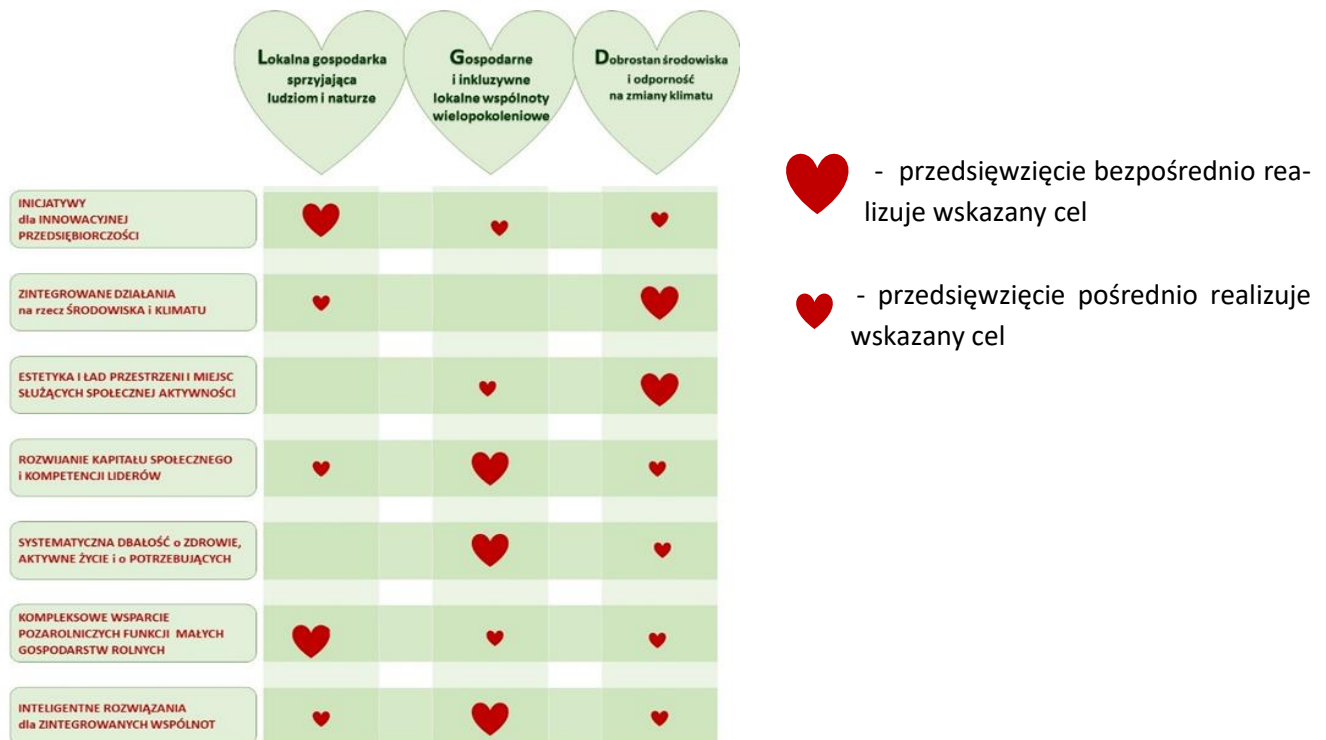 Lokalna gospodarka
sprzyjająca
ludziom i naturze
Gospodarne
i inkluzywne
lokalne wspólnoty
wielopokoleniowe
Dobrostan środowiska
i odporność
na zmiany klimatu
INICJATYWY
dla INNOWACYJNEJ
PRZEDSIĘBIORCZOŚCI
ZINTEGROWANE DZIAŁANIA
na rzecz ŚRODOWISKA i KLIMATU
ESTETYKA I ŁAD PRZESTRZENI I MIEJSC
SŁUŻĄCYCH SPOŁECZNEJ AKTYWNOŚCI
ROZWIJANIE KAPITAŁU SPOŁECZNEGO
i KOMPETENCJI LIDERÓW
SYSTEMATYCZNA DBAŁOŚĆ o ZDROWIE,
AKTYWNE ŻYCIE i o POTRZEBUJĄCYCH
KOMPLEKSOWE WSPARCIE
POZAROLNICZYCH FUNKCJI MAŁYCH
GOSPODARSTW ROLNYCH
INTELIGENTNE ROZWIĄZANIA
dla ZINTEGROWANYCH WSPÓLNOT
- przedsięwzięcie bezpośrednio rea-
lizuje wskazany cel
- przedsięwzięcie pośrednio realizuje
wskazany cel